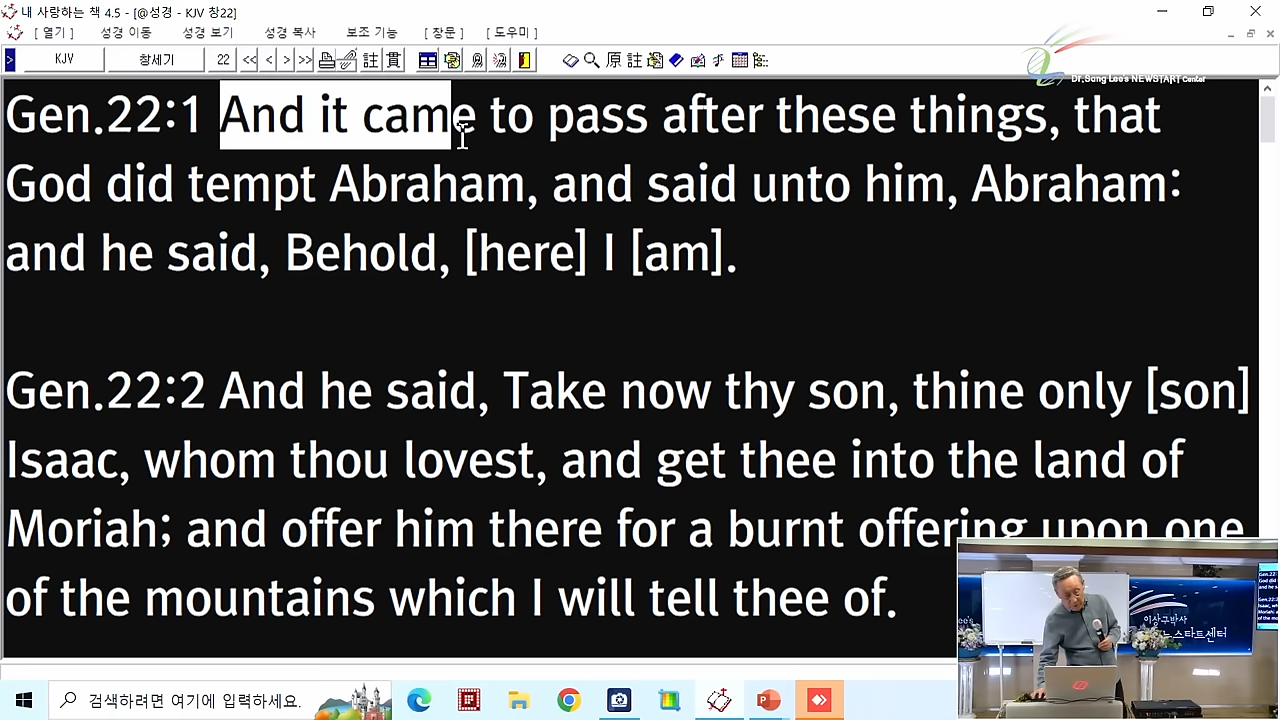 내 사랑하는 책 4.5 - [@성경 - KJV 창22]
[ 열기 ] 성경 이동 성경 보기 성경 복사 보조 기능 [ 창문 ] [ 도우미 ]
> KJV 창세기 22 << < > >> 註 貫 原 註
Dr.Sang Lee's NEWSTART Center
Gen.22:1 And it came to pass after these things, that
God did tempt Abraham, and said unto him, Abraham:
and he said, Behold, [here] I [am].
Gen.22:2 And he said, Take now thy son, thine only [son]
Isaac, whom thou lovest, and get thee into the land of
Moriah; and offer him there for a burnt offering upon one
of the mountains which I will tell thee of.
이상구박사
뉴스타트센터
검색하려면 여기에 입력하세요.